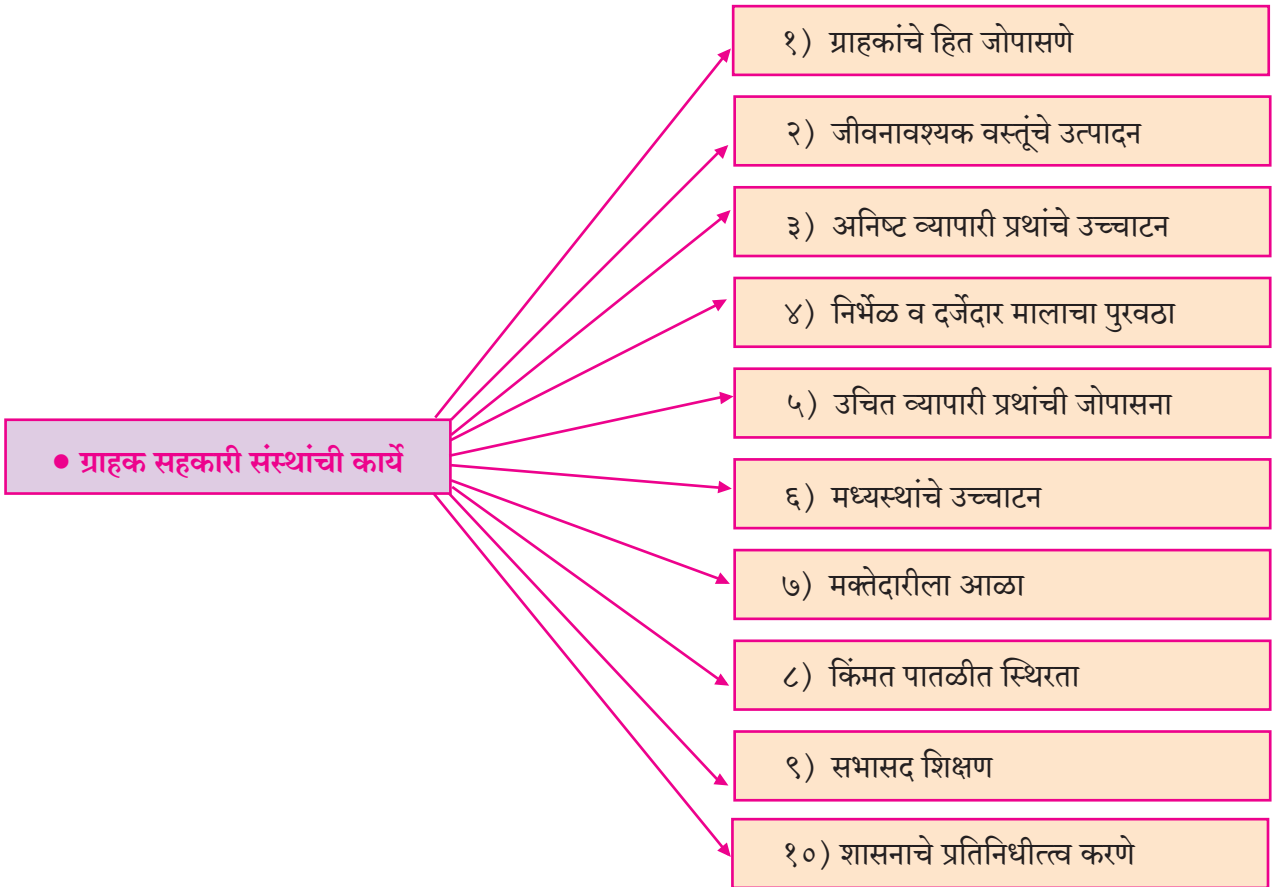 • ग्राहक सहकारी संस्थांची कार्ये
१) ग्राहकांचे हित जोपासणे
२) जीवनावश्यक वस्तूंचे उत्पादन
३) अनिष्ट व्यापारी प्रथांचे उच्चाटन
४) निर्भेळ व दर्जेदार मालाचा पुरवठा
५) उचित व्यापारी प्रथांची जोपासना
६) मध्यस्थांचे उच्चाटन
७) मक्तेदारीला आळा
८) किंमत पातळीत स्थिरता
९) सभासद शिक्षण
१०) शासनाचे प्रतिनिधीत्त्व करणे